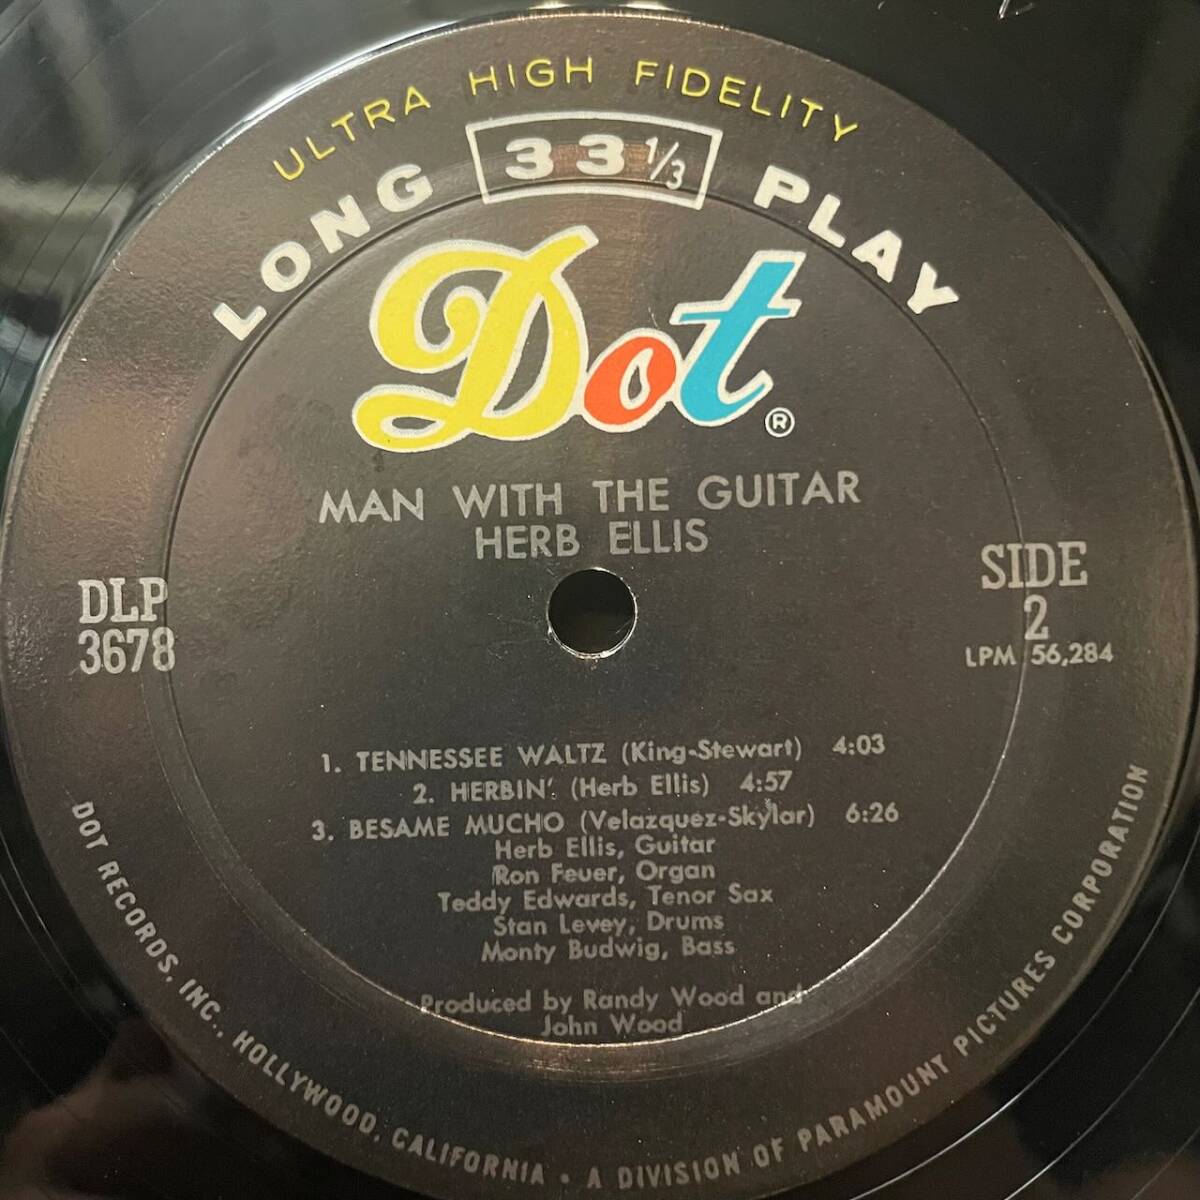 ULTRA HIGH FIDELITY
LONG 33 1/3 PLAY
Dot®
MAN WITH THE GUITAR
HERB ELLIS
DLP
3678
SIDE
2
LPM 56,284
1. TENNESSEE WALTZ (King-Stewart) 4:03
2. HERBIN' (Herb Ellis) 4:57
3. BESAME MUCHO (Velazquez-Skylar) 6:26
Herb Ellis, Guitar
Ron Feuer, Organ
Teddy Edwards, Tenor Sax
Stan Levey, Drums
Monty Budwig, Bass
Produced by Randy Wood and
John Wood
DOT RECORDS, INC., HOLLYWOOD, CALIFORNIA • A DIVISION OF PARAMOUNT PICTURES CORPORATION